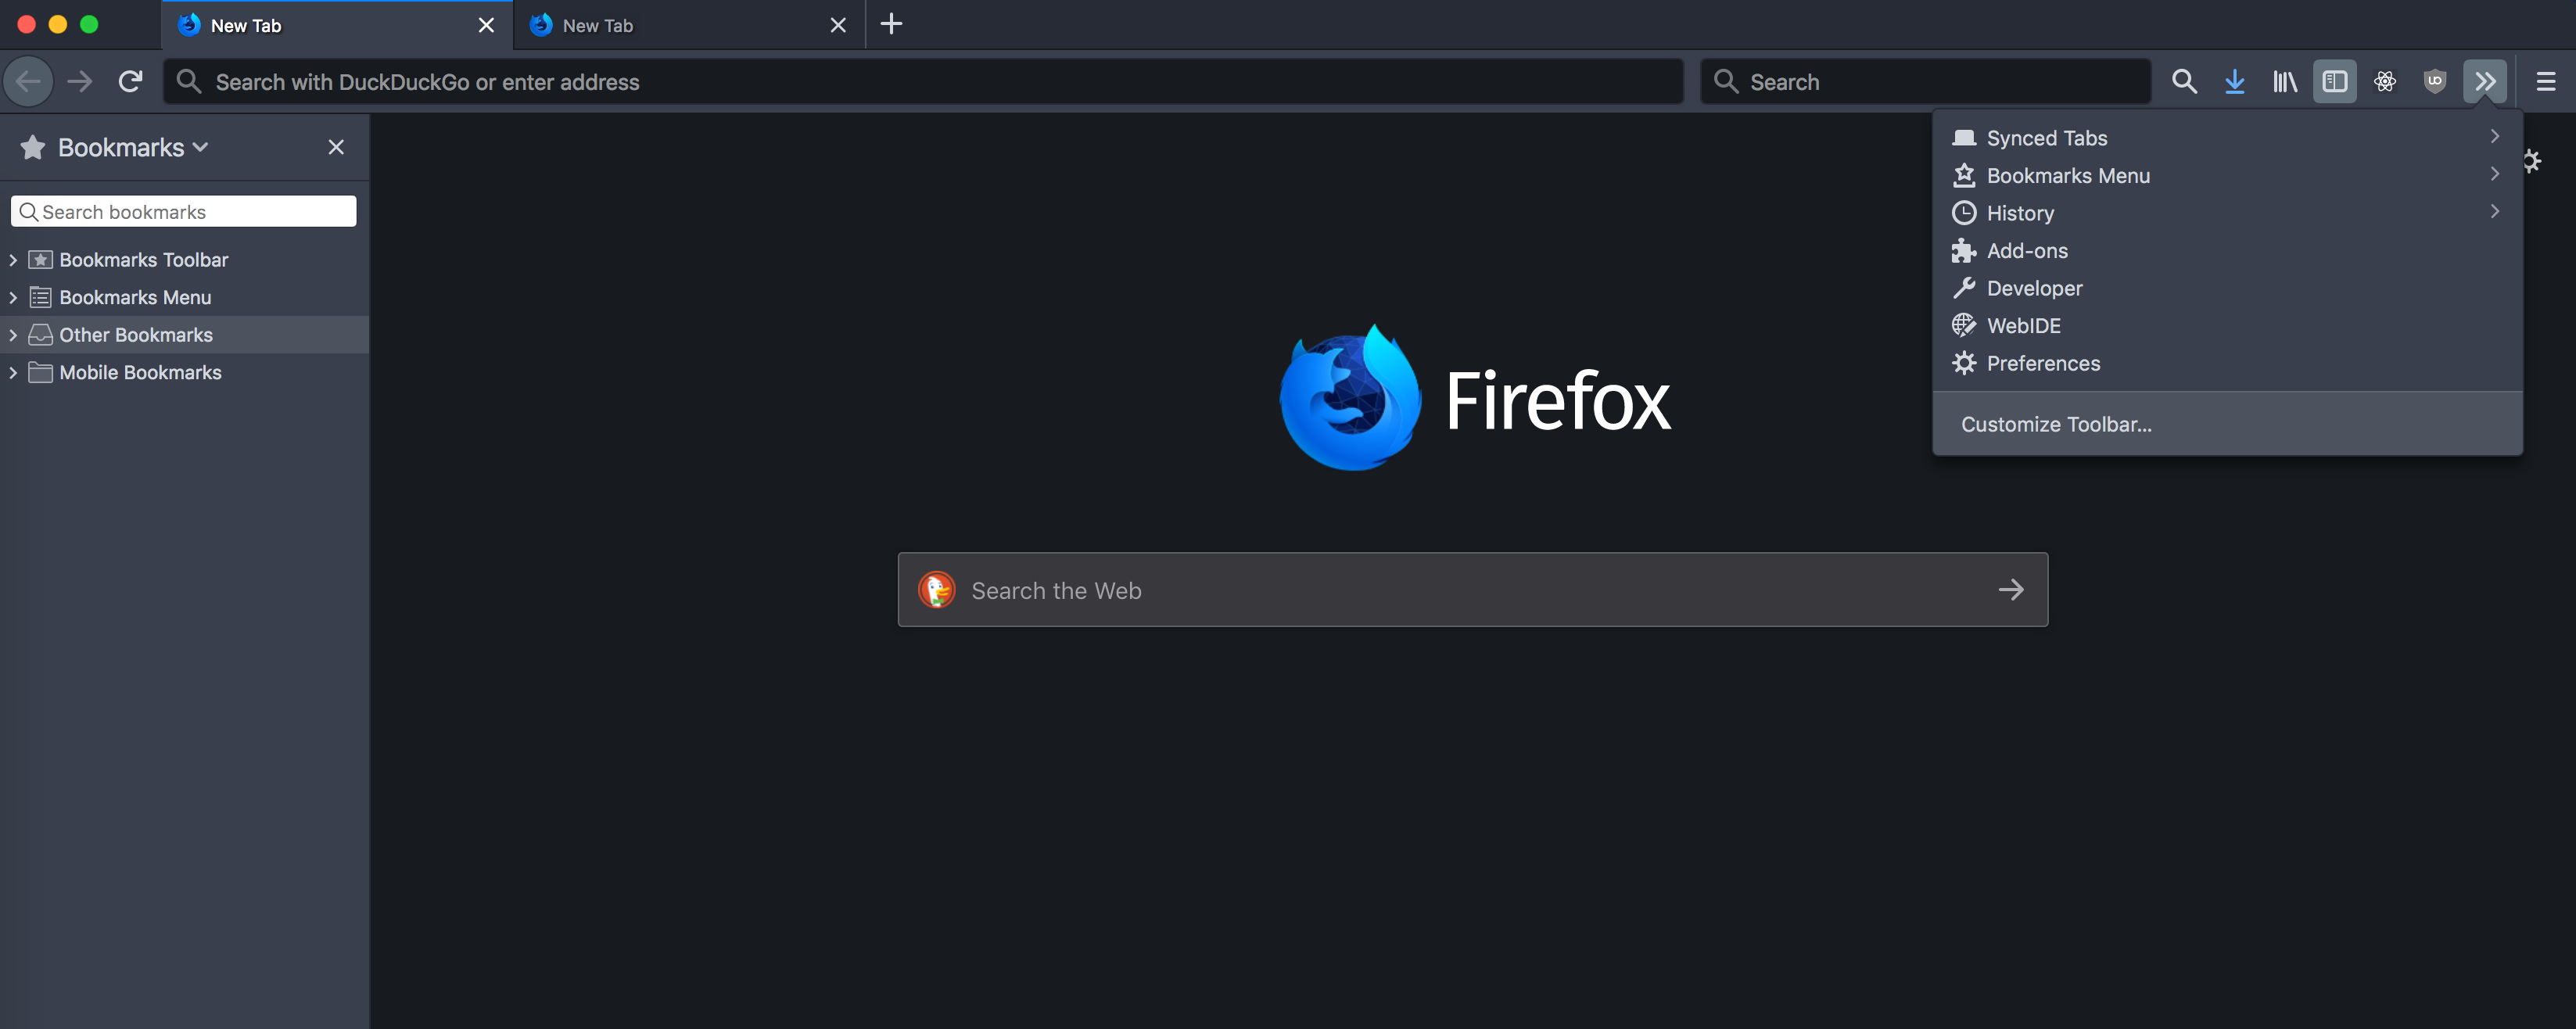 New Tab
New Tab
Search with DuckDuckGo or enter address
Search
Bookmarks
Search bookmarks
Bookmarks Toolbar
Bookmarks Menu
Other Bookmarks
Mobile Bookmarks
Firefox
Search the Web
Synced Tabs
Bookmarks Menu
History
Add-ons
Developer
WebIDE
Preferences
Customize Toolbar...